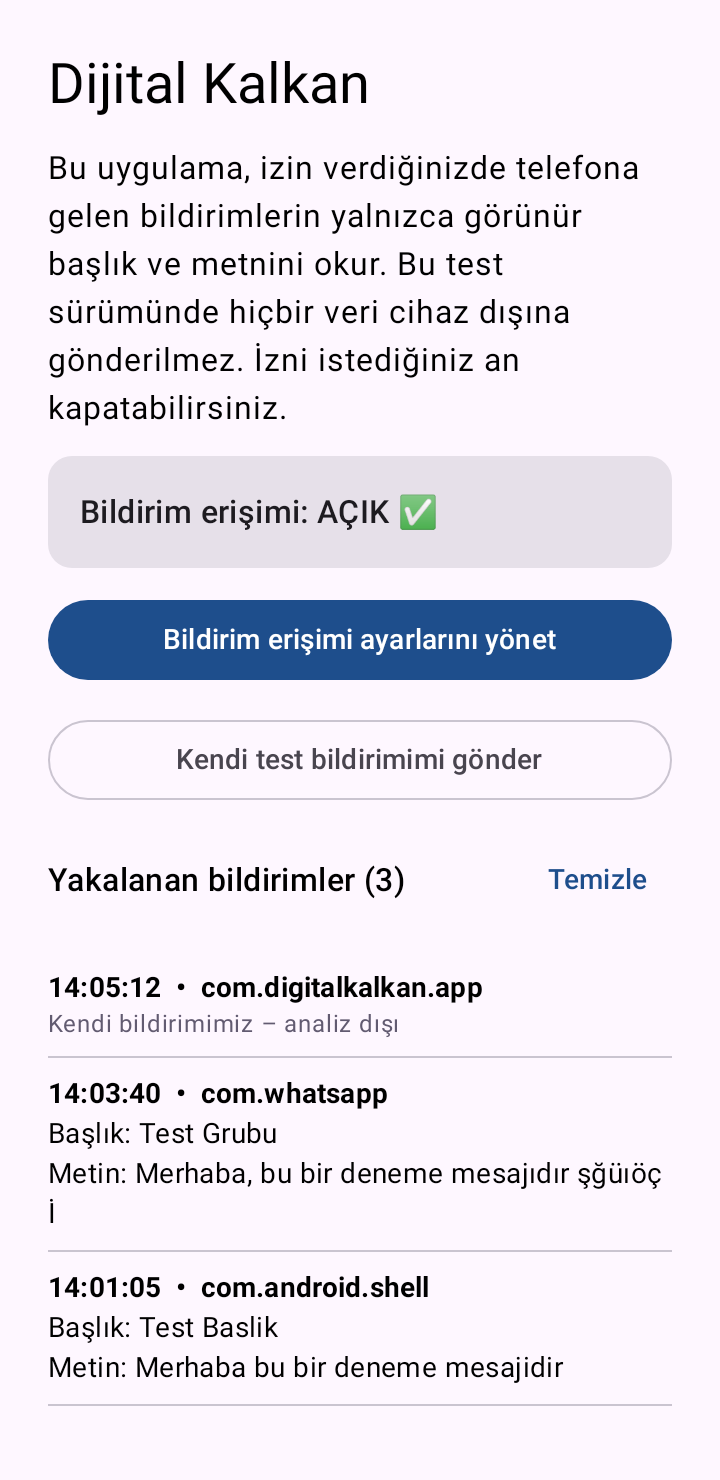 Dijital Kalkan
Bu uygulama, izin verdiğinizde telefona
gelen bildirimlerin yalnızca görünür
başlık ve metnini okur. Bu test
sürümünde hiçbir veri cihaz dışına
gönderilmez. İzni istediğiniz an
kapatabilirsiniz.
Bildirim erişimi: AÇIK ✅
Bildirim erişimi ayarlarını yönet
Kendi test bildirimimi gönder
Yakalanan bildirimler (3) Temizle
14:05:12 • com.digitalkalkan.app
Kendi bildirimimiz – analiz dışı
14:03:40 • com.whatsapp
Başlık: Test Grubu
Metin: Merhaba, bu bir deneme mesajıdır şğüıöç
İ
14:01:05 • com.android.shell
Başlık: Test Baslik
Metin: Merhaba bu bir deneme mesajidir